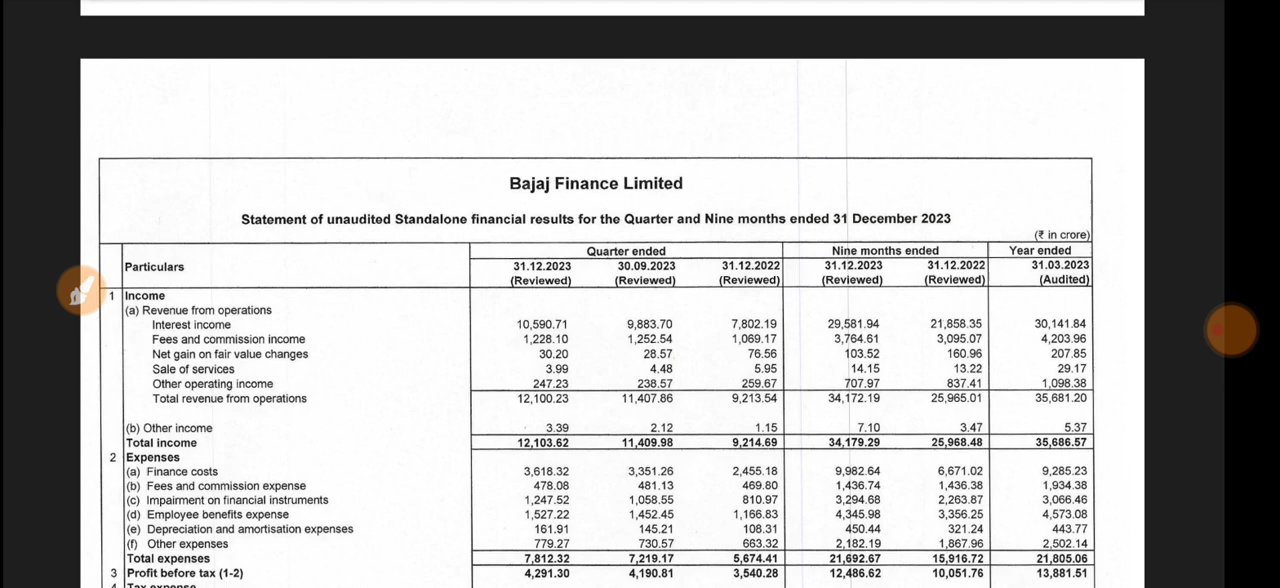 Bajaj Finance Limited
Statement of unaudited Standalone financial results for the Quarter and Nine months ended 31 December 2023
(₹ in crore)
Quarter ended Nine months ended Year ended
Particulars 31.12.2023 30.09.2023 31.12.2022 31.12.2023 31.12.2022 31.03.2023
(Reviewed) (Reviewed) (Reviewed) (Reviewed) (Reviewed) (Audited)
1 Income
(a) Revenue from operations
Interest income 10,590.71 9,883.70 7,802.19 29,581.94 21,858.35 30,141.84
Fees and commission income 1,228.10 1,252.54 1,069.17 3,764.61 3,095.07 4,203.96
Net gain on fair value changes 30.20 28.57 76.56 103.52 160.96 207.85
Sale of services 3.99 4.48 5.95 14.15 13.22 29.17
Other operating income 247.23 238.57 259.67 707.97 837.41 1,098.38
Total revenue from operations 12,100.23 11,407.86 9,213.54 34,172.19 25,965.01 35,681.20
(b) Other income 3.39 2.12 1.15 7.10 3.47 5.37
Total income 12,103.62 11,409.98 9,214.69 34,179.29 25,968.48 35,686.57
2 Expenses
(a) Finance costs 3,618.32 3,351.26 2,455.18 9,982.64 6,671.02 9,285.23
(b) Fees and commission expense 478.08 481.13 469.80 1,436.74 1,436.38 1,934.38
(c) Impairment on financial instruments 1,247.52 1,058.55 810.97 3,294.68 2,263.87 3,066.46
(d) Employee benefits expense 1,527.22 1,452.45 1,166.83 4,345.98 3,356.25 4,573.08
(e) Depreciation and amortisation expenses 161.91 145.21 108.31 450.44 321.24 443.77
(f) Other expenses 779.27 730.57 663.32 2,182.19 1,867.96 2,502.14
Total expenses 7,812.32 7,219.17 5,674.41 21,692.67 15,916.72 21,805.06
3 Profit before tax (1-2) 4,291.30 4,190.81 3,540.28 12,486.62 10,051.76 13,881.51
4 Tax expense